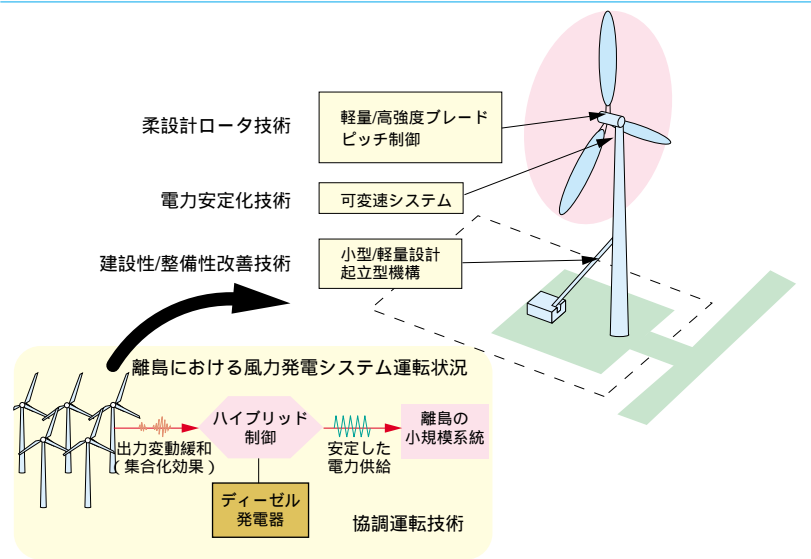 柔設計ロータ技術
軽量/高強度ブレード
ピッチ制御
電力安定化技術
可変速システム
建設性/整備性改善技術
小型/軽量設計
起立型機構
離島における風力発電システム運転状況
出力変動緩和
(集合化効果)
ハイブリッド
制御
安定した
電力供給
離島の
小規模系統
ディーゼル
発電器
協調運転技術